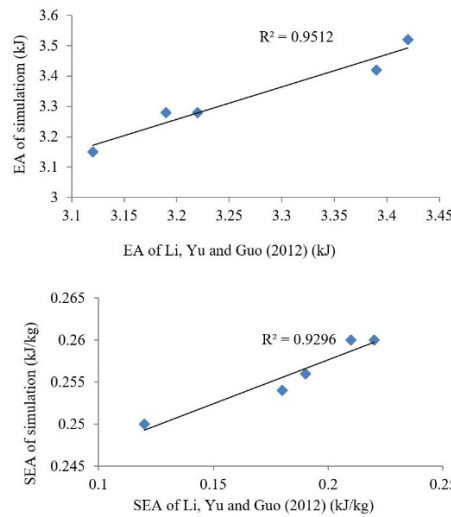 3.6
3.5
3.4
3.3
3.2
3.1
3
R² = 0.9512
EA of simulatiom (kJ)
3.1 3.15 3.2 3.25 3.3 3.35 3.4 3.45
EA of Li, Yu and Guo (2012) (kJ)
0.265
0.26
0.255
0.25
0.245
R² = 0.9296
SEA of simulation (kJ/kg)
0.1 0.15 0.2 0.25
SEA of Li, Yu and Guo (2012) (kJ/kg)